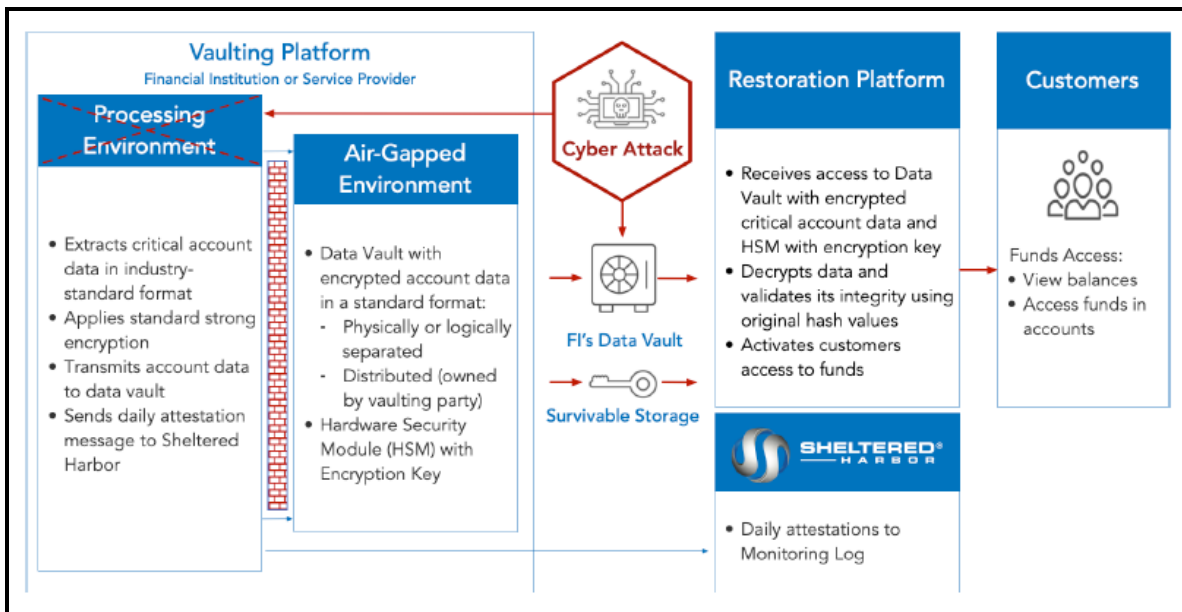 Vaulting Platform
Financial Institution or Service Provider
Processing
Environment
• Extracts critical account
data in industry-
standard format
• Applies standard strong
encryption
• Transmits account data
to data vault
• Sends daily attestation
message to Sheltered
Harbor
Air-Gapped
Environment
• Data Vault with
encrypted account data
in a standard format:
- Physically or logically
separated
- Distributed (owned
by vaulting party)
• Hardware Security
Module (HSM) with
Encryption Key
Cyber Attack
FI's Data Vault
Survivable Storage
Restoration Platform
• Receives access to Data
Vault with encrypted
critical account data and
HSM with encryption key
• Decrypts data and
validates its integrity using
original hash values
• Activates customers
access to funds
SHELTERED®
HARBOR
• Daily attestations to
Monitoring Log
Customers
Funds Access:
• View balances
• Access funds in
accounts